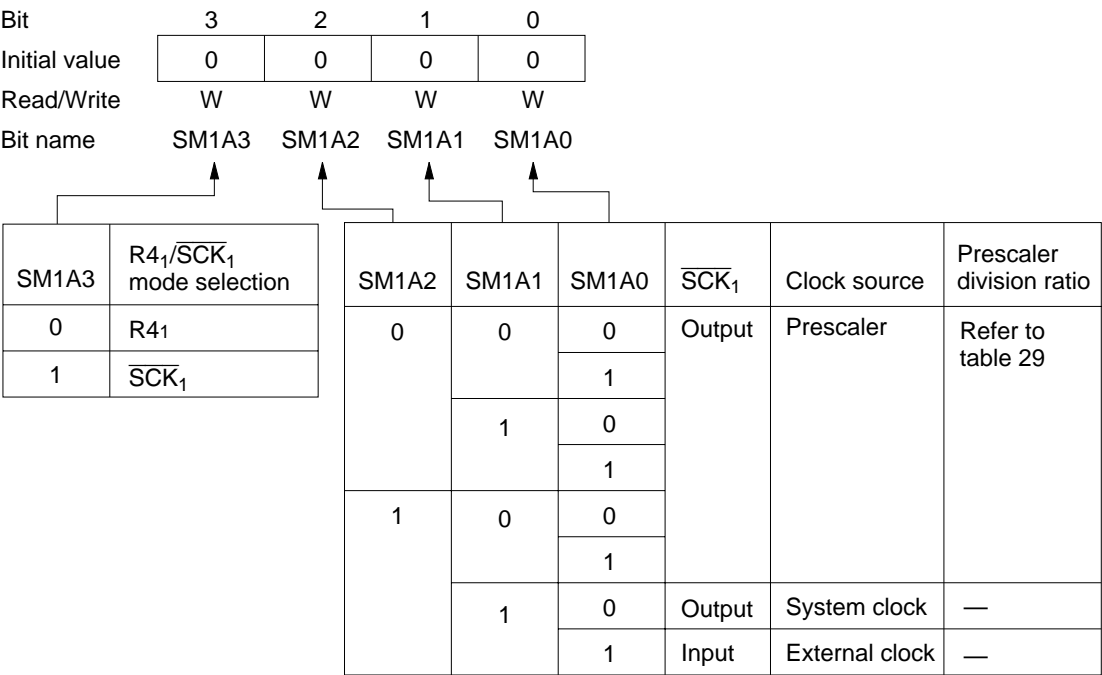 Bit 3 2 1 0
Initial value 0 0 0 0
Read/Write W W W W
Bit name SM1A3 SM1A2 SM1A1 SM1A0
SM1A3 R4₁/S̅C̅K̅₁ mode selection
0 R4₁
1 S̅C̅K̅₁
SM1A2 SM1A1 SM1A0 S̅C̅K̅₁ Clock source Prescaler division ratio
0 0 0 Output Prescaler Refer to table 29
1
1 0
1
1 0 0
1
1 0 Output System clock —
1 Input External clock —